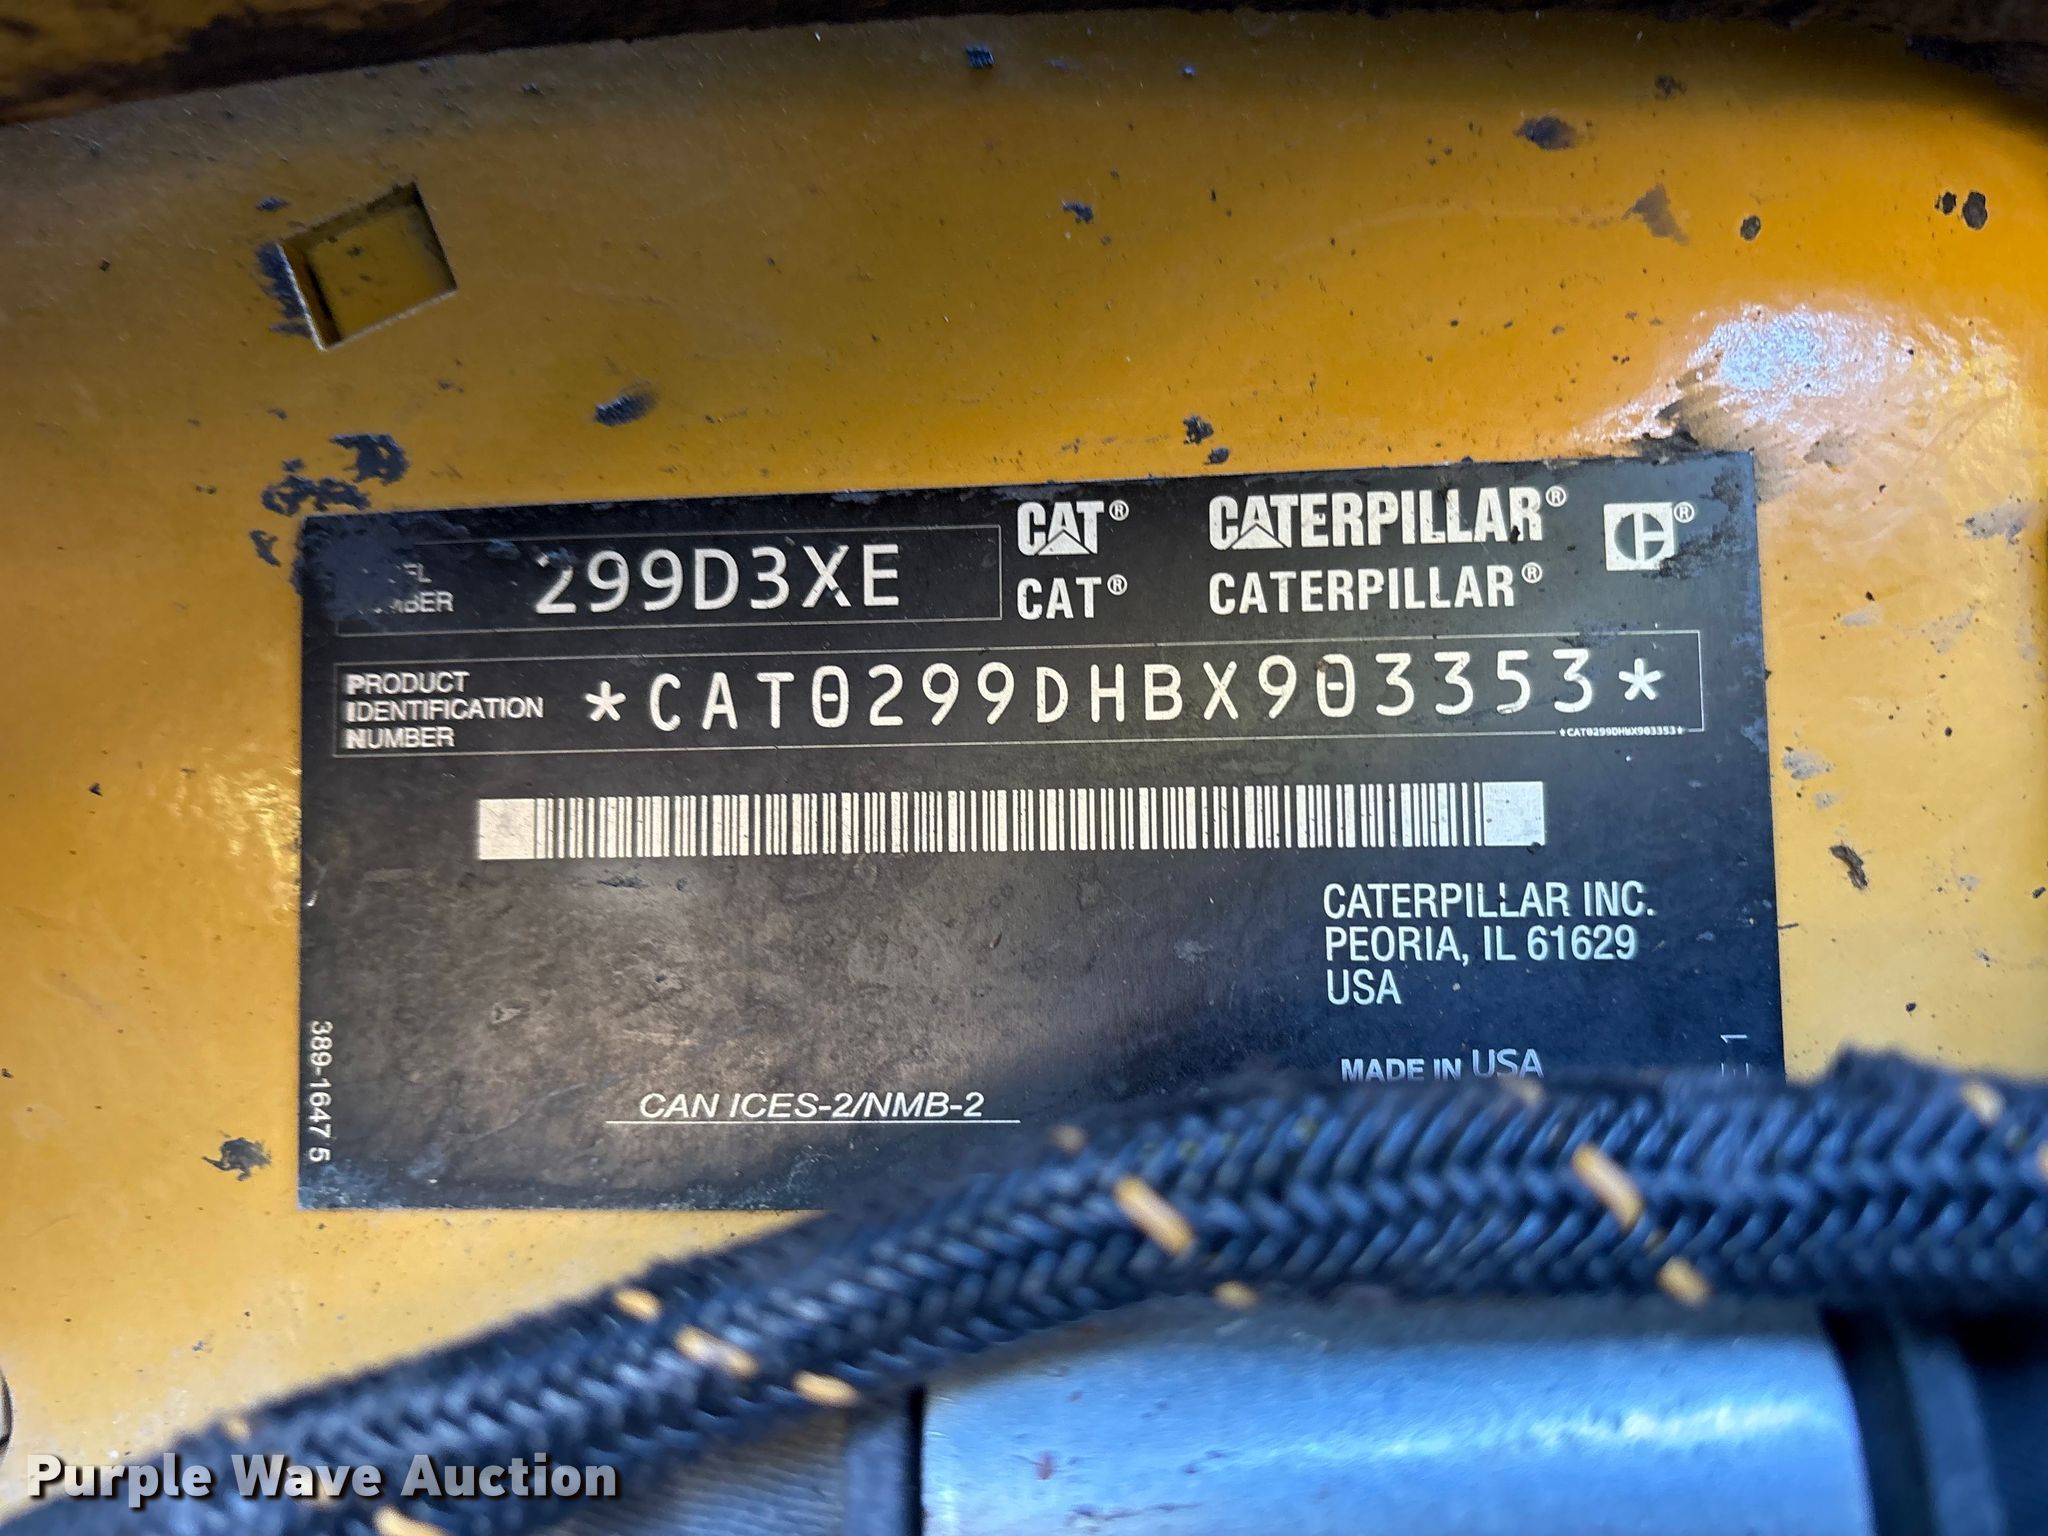 299D3XE
CAT® CATERPILLAR® ®
CAT® CATERPILLAR®
PRODUCT
IDENTIFICATION
NUMBER
*CAT0299DHBX903353*
*CAT0299DHBX903353*
CATERPILLAR INC.
PEORIA, IL 61629
USA
MADE IN USA
CAN ICES-2/NMB-2
389-1647 5
Purple Wave Auction